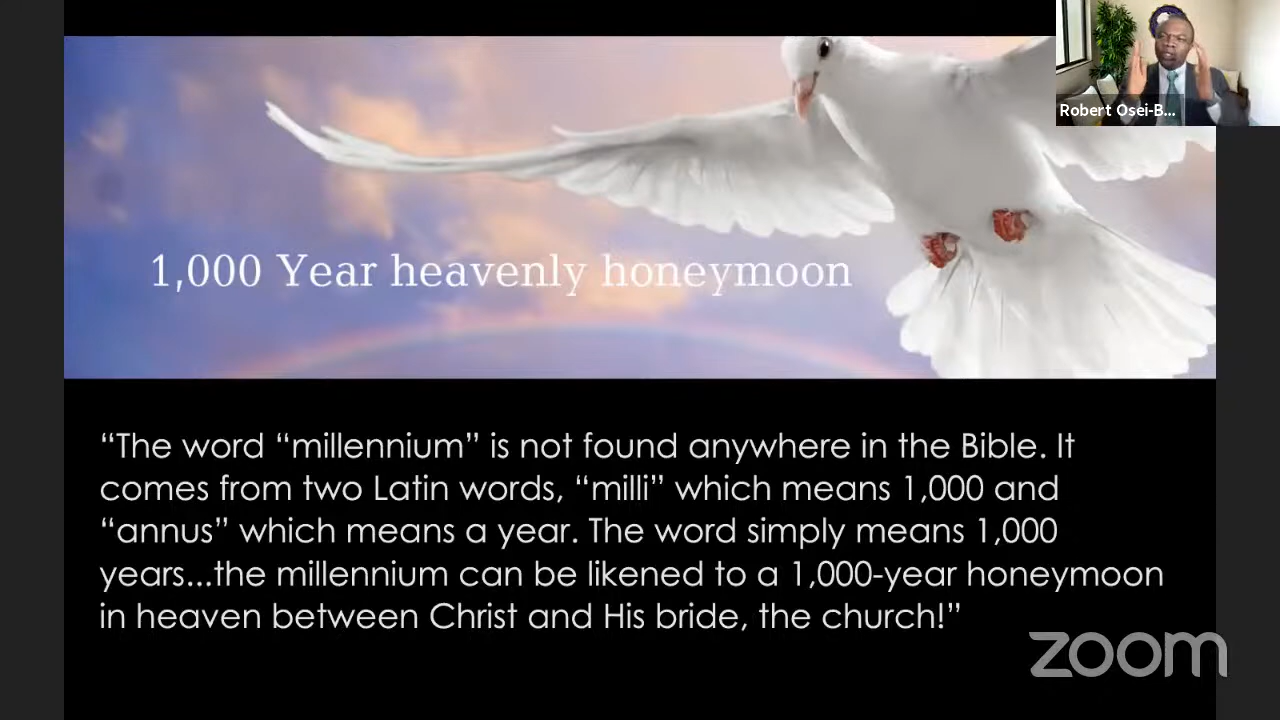 Robert Osei-B...
1,000 Year heavenly honeymoon
“The word “millennium” is not found anywhere in the Bible. It
comes from two Latin words, “milli” which means 1,000 and
“annus” which means a year. The word simply means 1,000
years...the millennium can be likened to a 1,000-year honeymoon
in heaven between Christ and His bride, the church!”
zoom